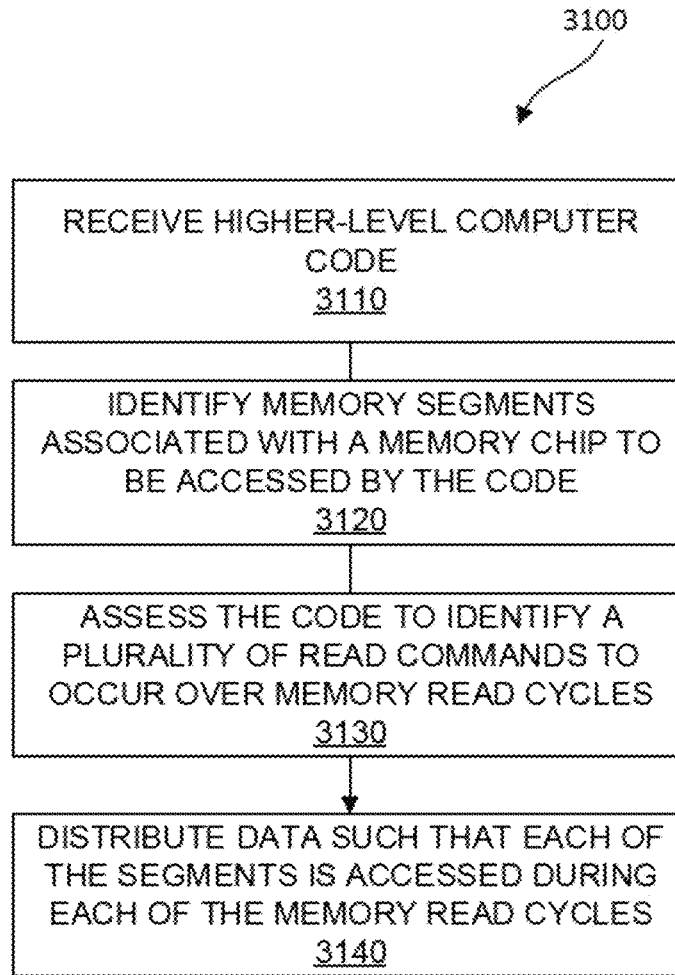 3100
RECEIVE HIGHER-LEVEL COMPUTER
CODE
3110
IDENTIFY MEMORY SEGMENTS
ASSOCIATED WITH A MEMORY CHIP TO
BE ACCESSED BY THE CODE
3120
ASSESS THE CODE TO IDENTIFY A
PLURALITY OF READ COMMANDS TO
OCCUR OVER MEMORY READ CYCLES
3130
DISTRIBUTE DATA SUCH THAT EACH OF
THE SEGMENTS IS ACCESSED DURING
EACH OF THE MEMORY READ CYCLES
3140